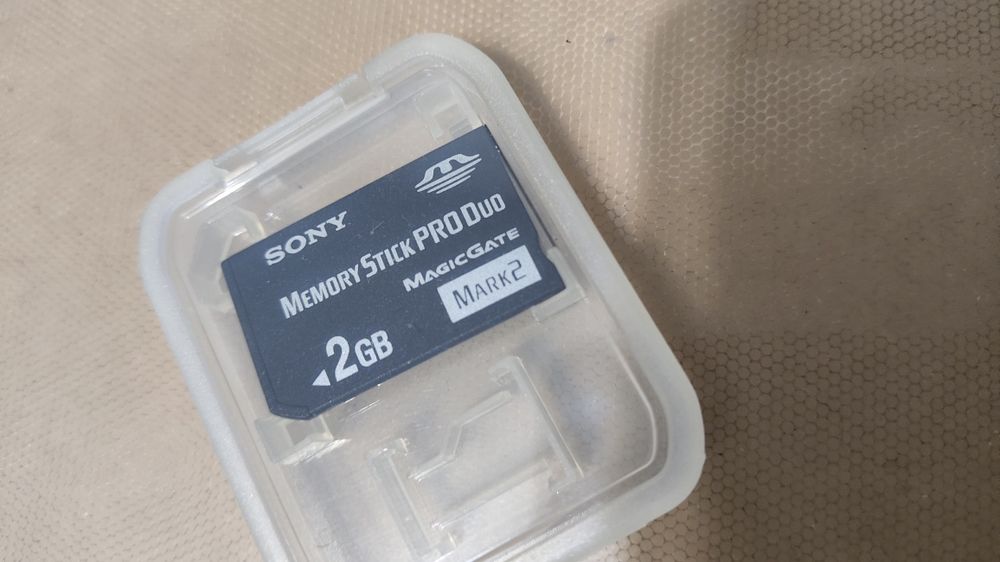 SONY
MEMORY STICK PRO DUO
MAGICGATE
MARK2
2GB